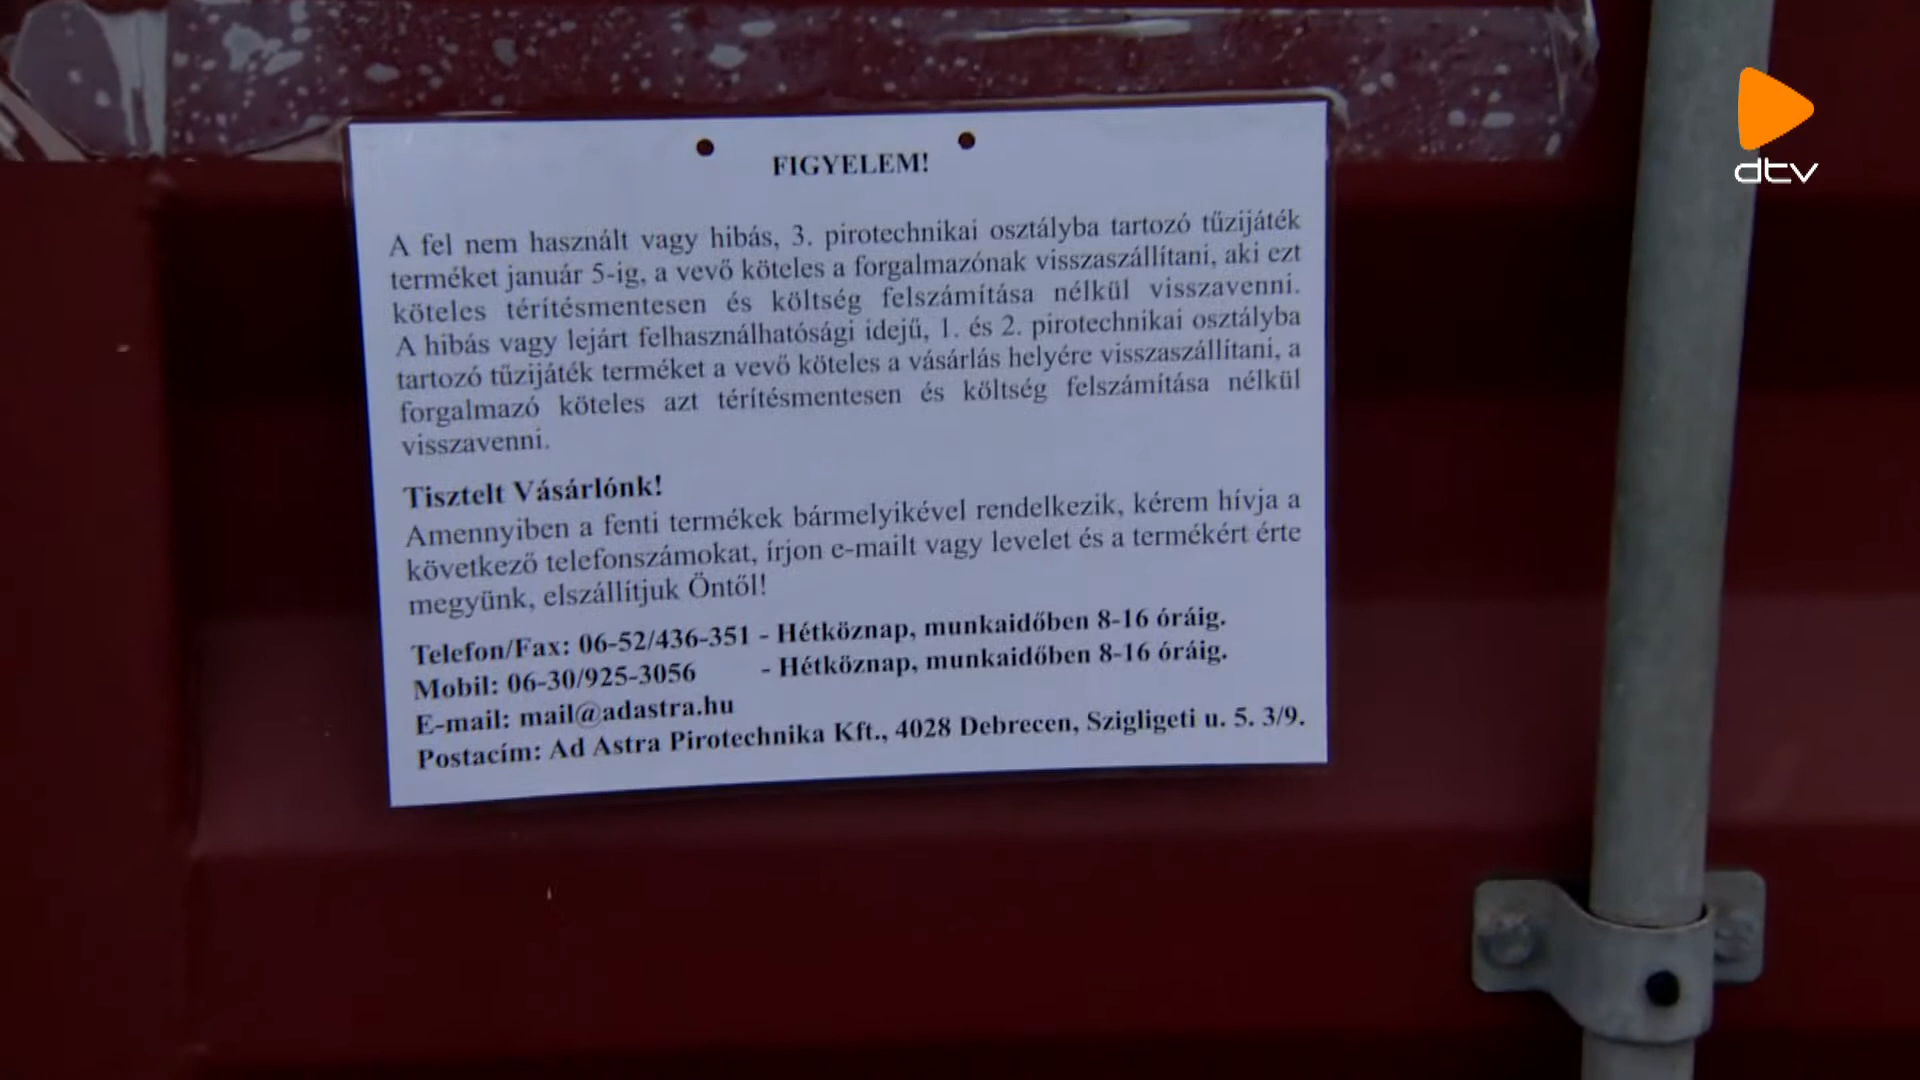 FIGYELEM!
A fel nem használt vagy hibás, 3. pirotechnikai osztályba tartozó tűzijáték
terméket január 5-ig, a vevő köteles a forgalmazónak visszaszállítani, aki ezt
köteles térítésmentesen és költség felszámítása nélkül visszavenni.
A hibás vagy lejárt felhasználhatósági idejű, 1. és 2. pirotechnikai osztályba
tartozó tűzijáték terméket a vevő köteles a vásárlás helyére visszaszállítani, a
forgalmazó köteles azt térítésmentesen és költség felszámítása nélkül
visszavenni.
Tisztelt Vásárlónk!
Amennyiben a fenti termékek bármelyikével rendelkezik, kérem hívja a
következő telefonszámokat, írjon e-mailt vagy levelet és a termékért érte
megyünk, elszállítjuk Öntől!
Telefon/Fax: 06-52/436-351 - Hétköznap, munkaidőben 8-16 óráig.
Mobil: 06-30/925-3056 - Hétköznap, munkaidőben 8-16 óráig.
E-mail: mail@adastra.hu
Postacím: Ad Astra Pirotechnika Kft., 4028 Debrecen, Szigligeti u. 5. 3/9.
dtv